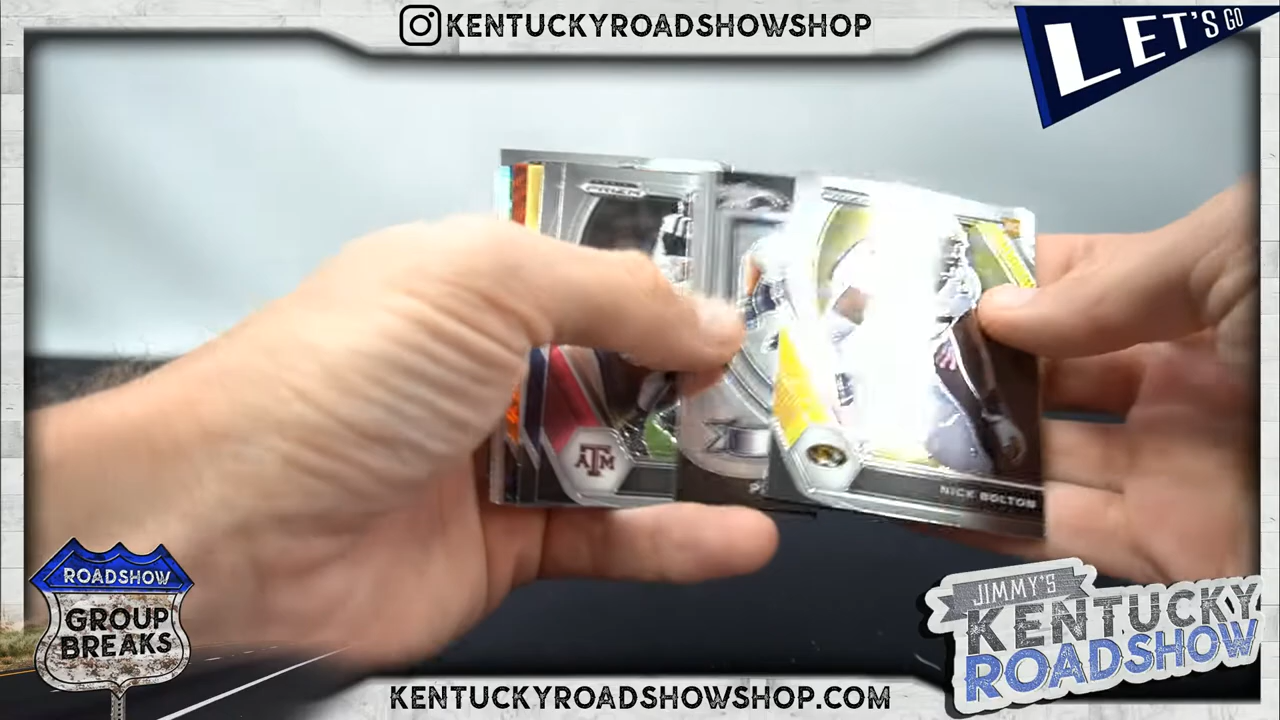 KENTUCKYROADSHOWSHOP
LET'S GO
PRIZM
ATM
NICK BOLTON
ROADSHOW
GROUP
BREAKS
JIMMY'S
KENTUCKY
ROADSHOW
KENTUCKYROADSHOWSHOP.COM